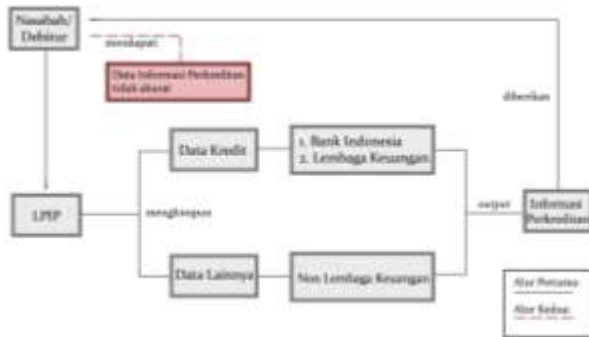 Nasabah/
Debitur
mendapat
Data Informasi Perkreditan
tidak akurat
diberikan
Data Kredit
1. Bank Indonesia
2. Lembaga Keuangan
LPIP
menghimpun
output
Informasi
Perkreditan
Data Lainnya
Non Lembaga Keuangan
Alur Pertama:
Alur Kedua: